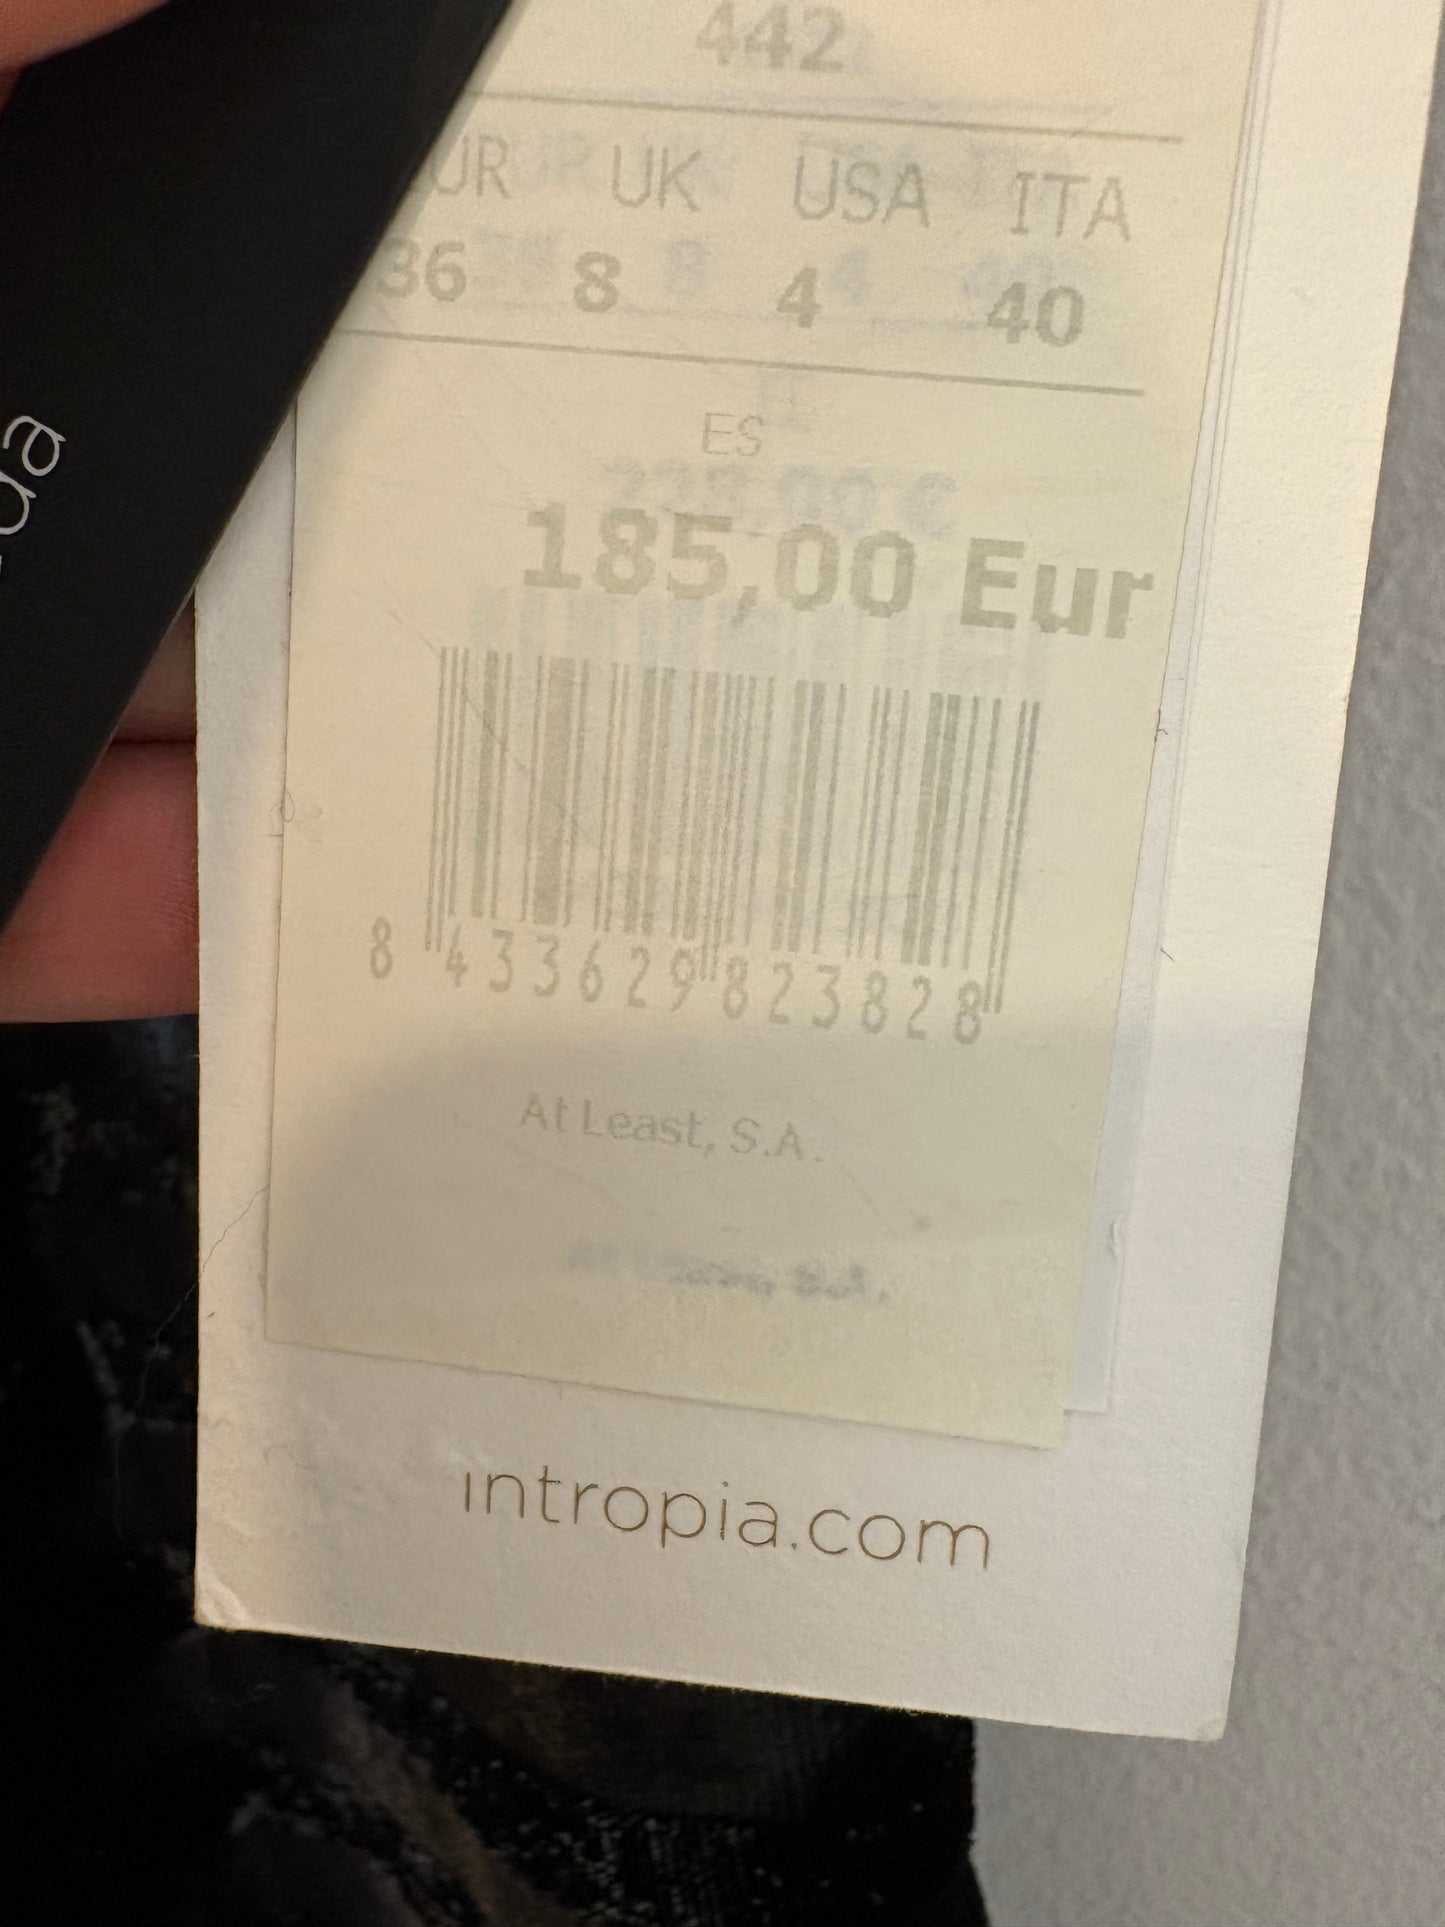 442
UR UK USA ITA
36 8 4 40
ES
185,00 Eur
8 433629 823828
At Least, S.A.
intropia.com
da